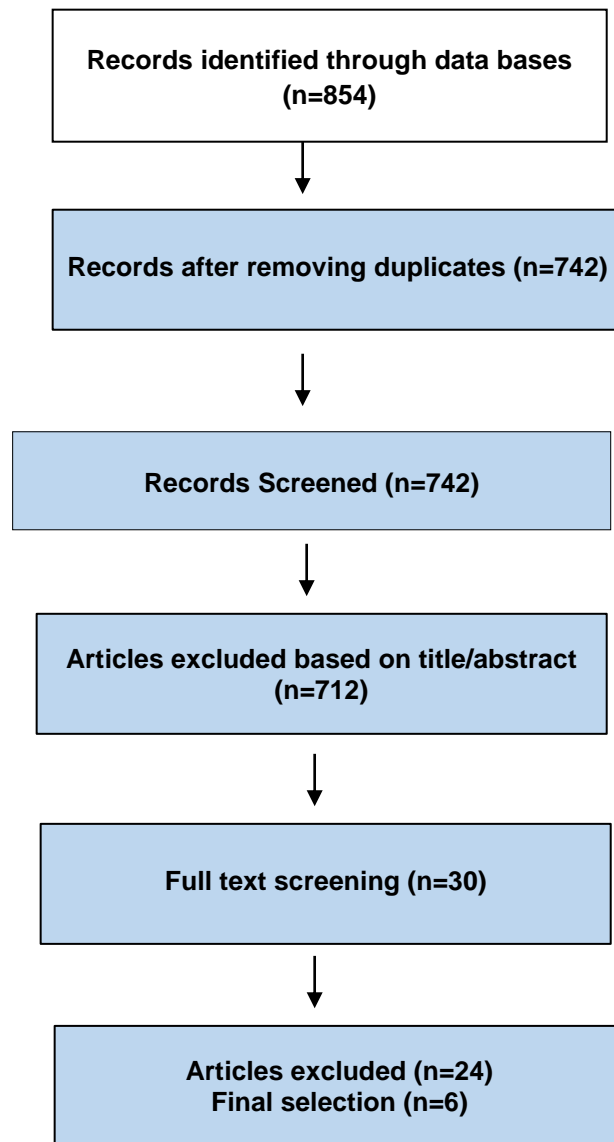 Records identified through data bases
(n=854)
Records after removing duplicates (n=742)
Records Screened (n=742)
Articles excluded based on title/abstract
(n=712)
Full text screening (n=30)
Articles excluded (n=24)
Final selection (n=6)